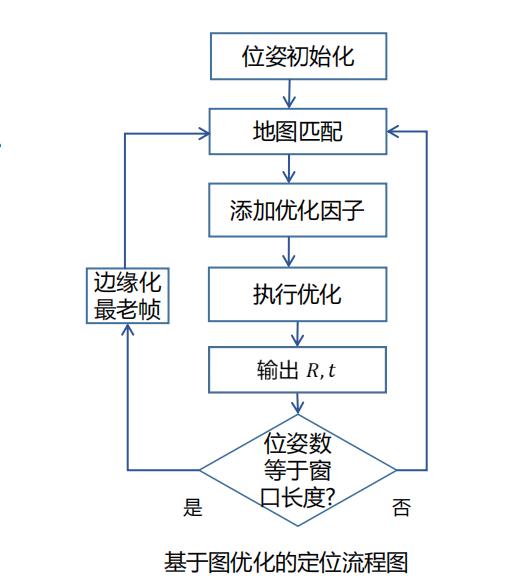 位姿初始化
地图匹配
添加优化因子
边缘化
最老帧
执行优化
输出 R, t
位姿数
等于窗
口长度?
是
否
基于图优化的定位流程图